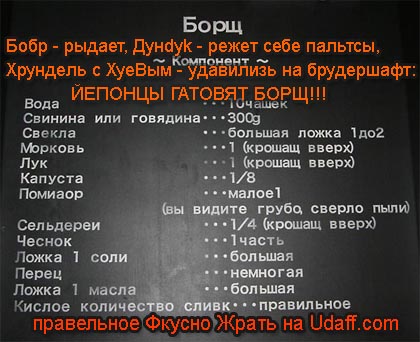 Борщ
Бобр - рыдает, Дунdyk - режет себе пальтсы,
~ Компонент ~
Хрундель с ХуеВым - удавилизь на брудершафт:
ЙЕПОНЦЫ ГАТОВЯТ БОРЩ!!!
Вода •••10чашек
Свинина или говядина•••300g
Свекла •••большая ложка 1до2
Морковь •••1 (крошащ вверх)
Лук •••1 (крошащ вверх)
Капуста •••1/8
Помиаор •••малое1
(вы видите грубо, сверло пыли)
Сельдереи •••1/4 (крошащ вверх)
Чеснок •••1часть
Ложка 1 соли •••большая
Перец •••немногая
Ложка 1 масла •••большая
Кислое количество сливк•••правильное
правельное Фкусно Жрать на Udaff.com